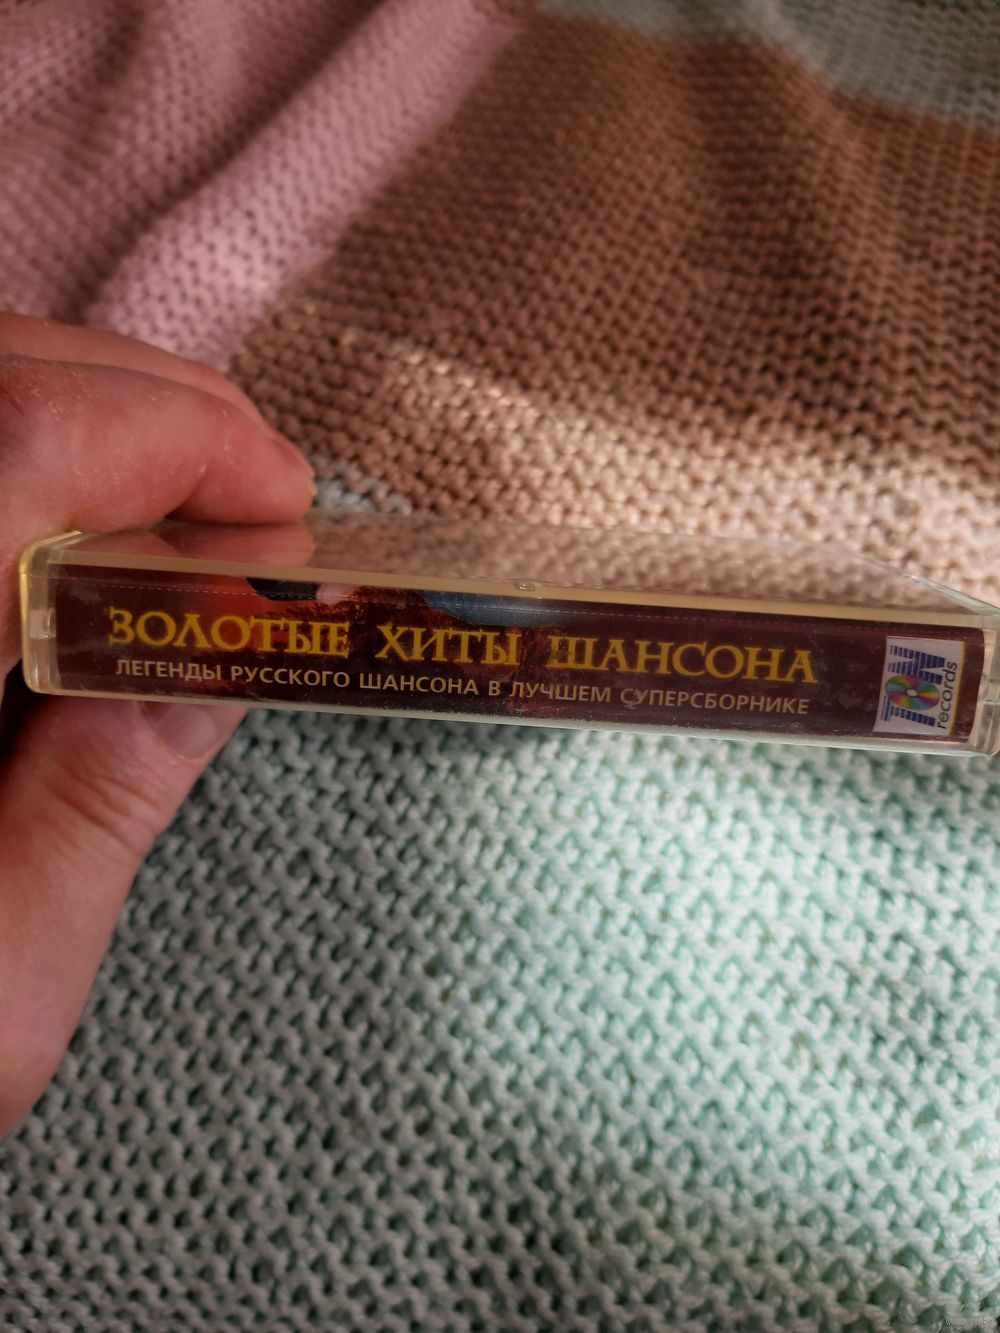 ЗОЛОТЫЕ ХИТЫ ШАНСОНА
ЛЕГЕНДЫ РУССКОГО ШАНСОНА В ЛУЧШЕМ СУПЕРСБОРНИКЕ
records